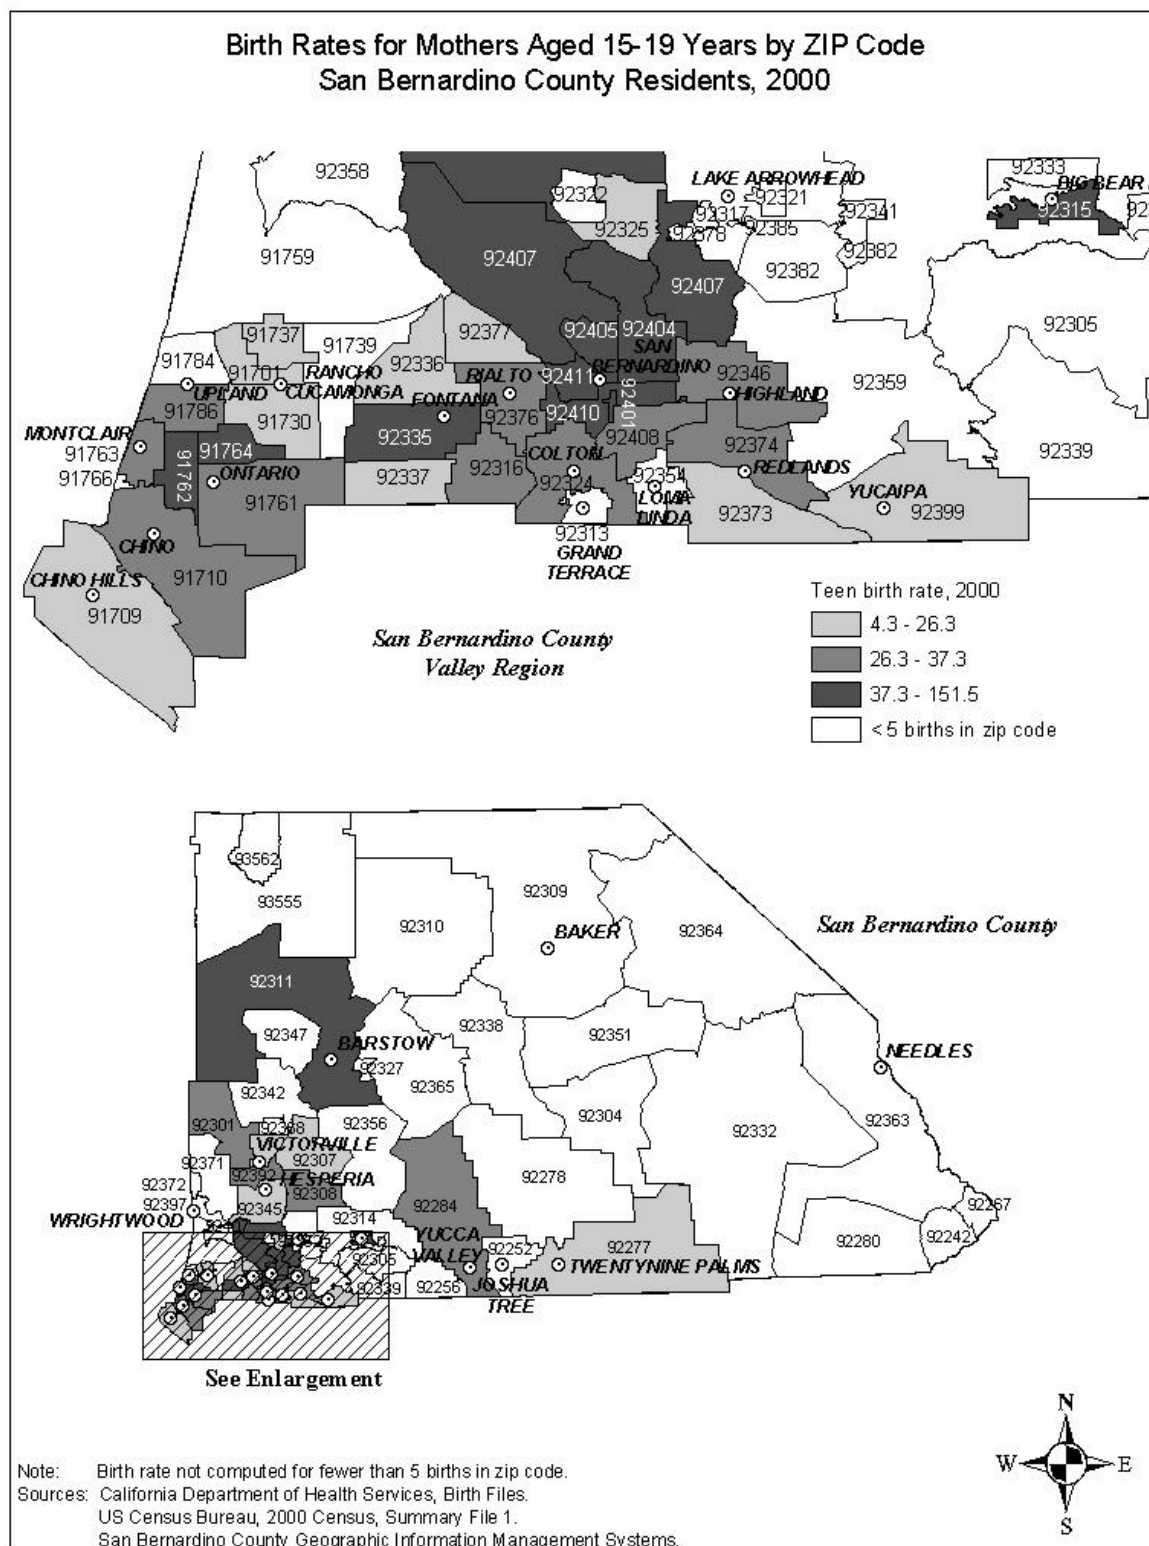 Birth Rates for Mothers Aged 15-19 Years by ZIP Code
San Bernardino County Residents, 2000
92358
92322
92325
LAKE ARROWHEAD
92321
92317
92378
92385
92341
92382
92382
92333
BIG BEAR
92315
91759
92407
92407
92305
91737
91739
92377
92336
92405
92404
SAN
BERNARDINO
91784
91701
UPLAND
RANCHO
CUCAMONGA
RIALTO
92411
92346
HIGHLAND
92359
91786
91730
FONTANA
92376
92410
92401
92335
92408
92374
MONTCLAIR
91763
91764
91762
91766
ONTARIO
91761
92337
92316
COLTON
92324
92354
LOMA
LINDA
REDLANDS
92373
YUCAIPA
92399
92339
CHINO
91710
92313
GRAND
TERRACE
CHINO HILLS
91709
San Bernardino County
Valley Region
Teen birth rate, 2000
4.3 - 26.3
26.3 - 37.3
37.3 - 151.5
< 5 births in zip code
93562
93555
92310
92309
BAKER
92364
San Bernardino County
92311
92347
BARSTOW
92327
92338
92351
NEEDLES
92342
92365
92304
92363
92301
92368
92356
92332
VICTORVILLE
92307
92371
92392
HESPERIA
92308
92278
92372
92397
92345
92284
92267
WRIGHTWOOD
92314
YUCCA
VALLEY
92252
92277
92280
92242
92305
TWENTYNINE PALMS
92339
92256
JOSHUA
TREE
See Enlargement
N
W
E
S
Note: Birth rate not computed for fewer than 5 births in zip code.
Sources: California Department of Health Services, Birth Files.
US Census Bureau, 2000 Census, Summary File 1.
San Bernardino County Geographic Information Management Systems.